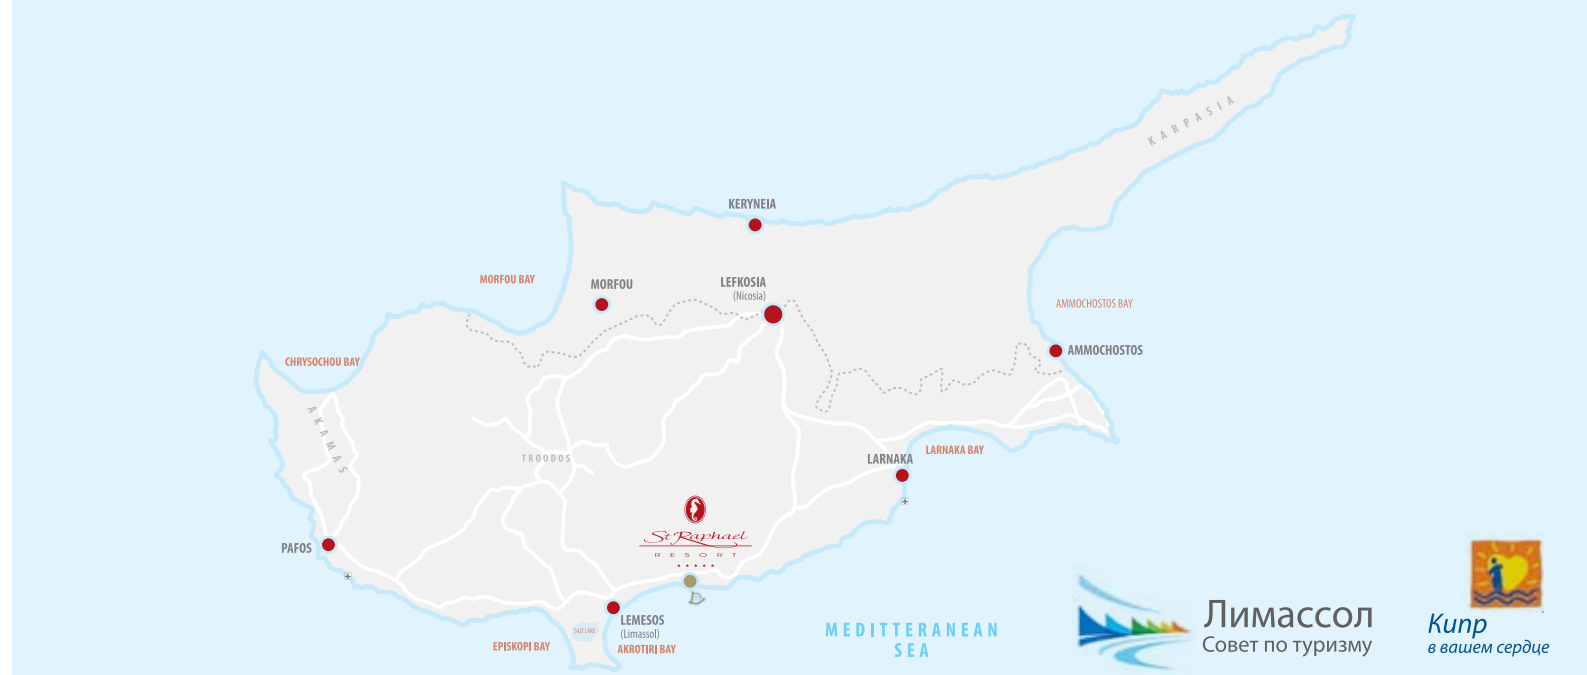 KARPASIA
KERYNEIA
MORFOU BAY
MORFOU
LEFKOSIA
(Nicosia)
AMMOCHOSTOS BAY
AMMOCHOSTOS
CHRYSOCHOU BAY
AKAMAS
TROODOS
LARNAKA BAY
LARNAKA
St Raphael
RESORT
PAFOS
LEMESOS
(Limassol)
SALT LAKE
EPISKOPI BAY
AKROTIRI BAY
MEDITTERANEAN
SEA
Лимассол
Совет по туризму
Кипр
в вашем сердце